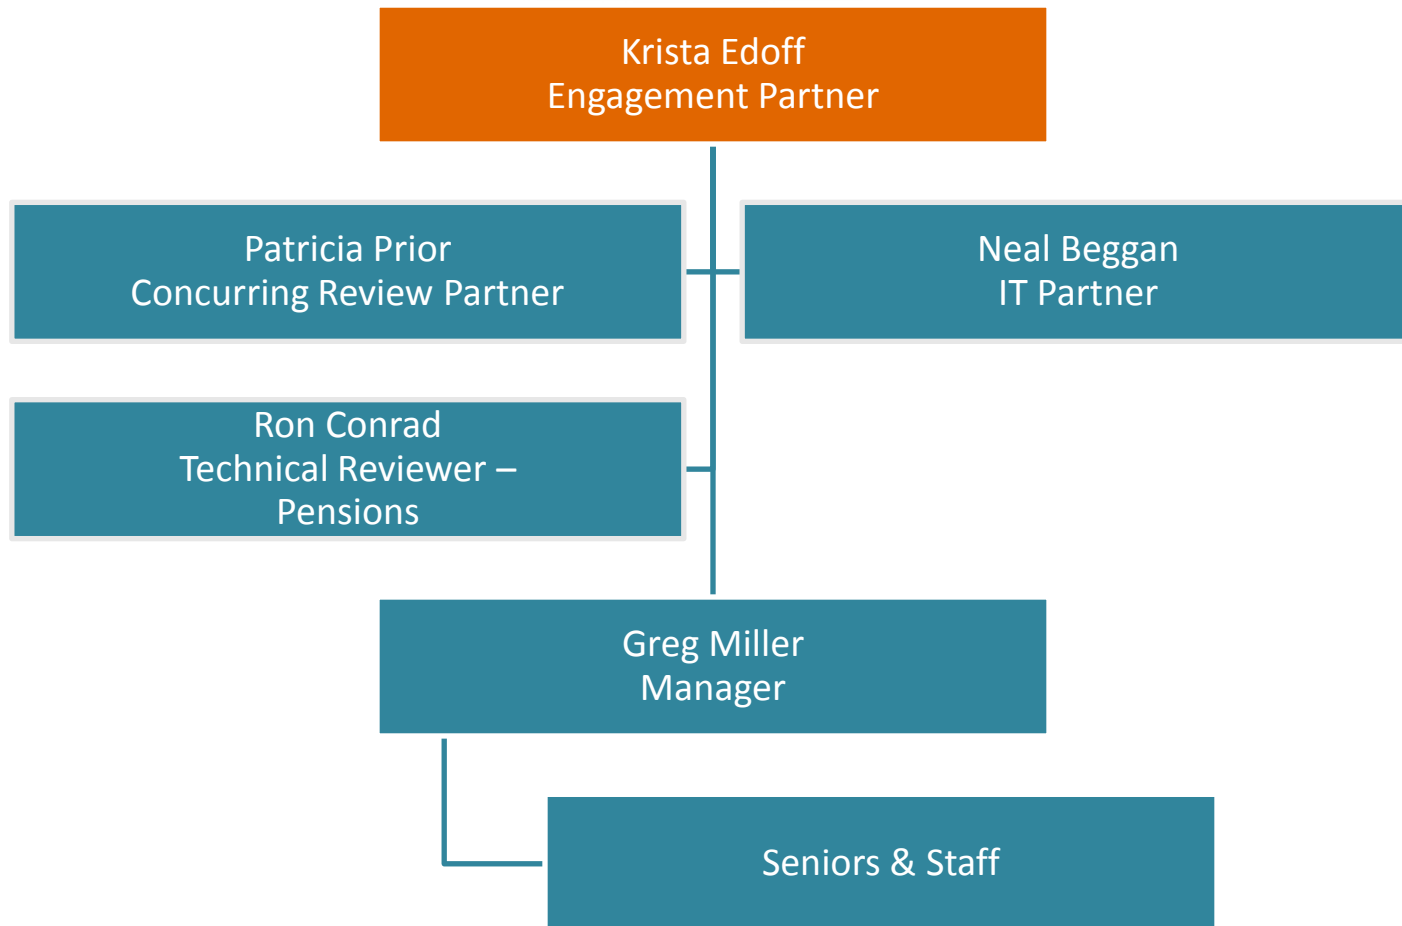 Krista Edoff
Engagement Partner
Patricia Prior
Concurring Review Partner
Neal Beggan
IT Partner
Ron Conrad
Technical Reviewer –
Pensions
Greg Miller
Manager
Seniors & Staff